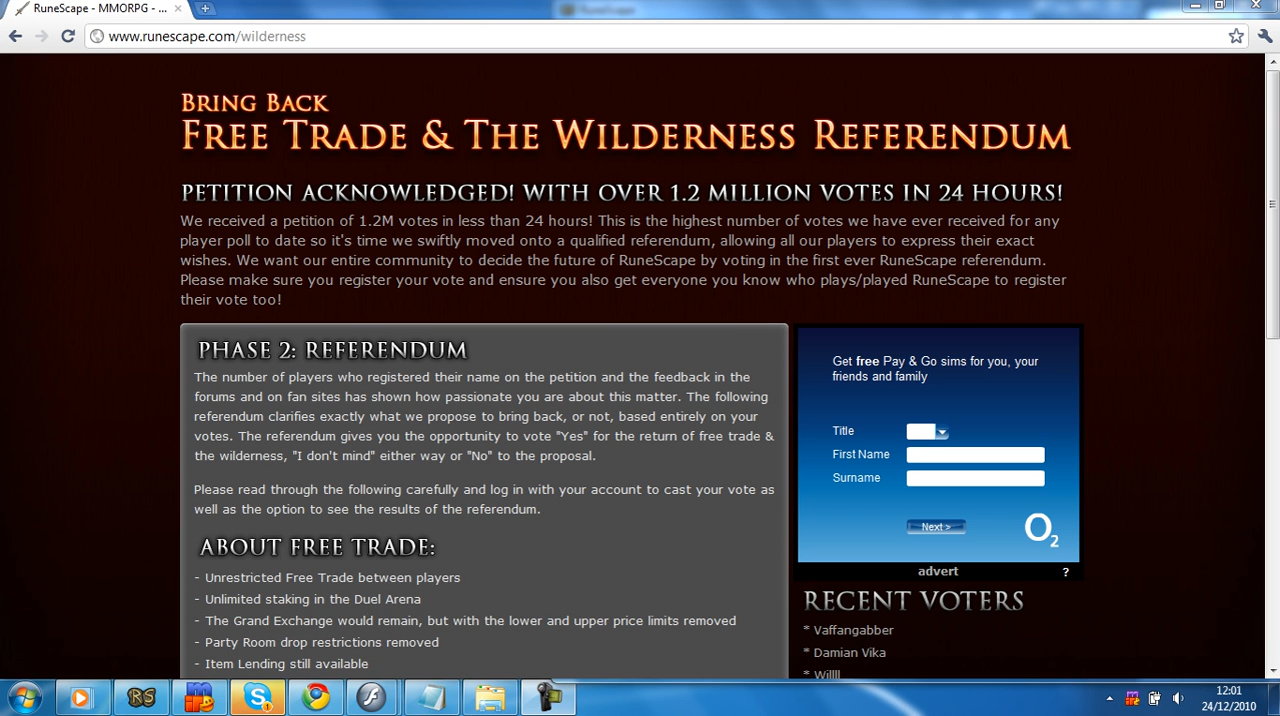 RuneScape - MMORPG - ...
RuneScape
www.runescape.com/wilderness
BRING BACK
FREE TRADE & THE WILDERNESS REFERENDUM
PETITION ACKNOWLEDGED! WITH OVER 1.2 MILLION VOTES IN 24 HOURS!
We received a petition of 1.2M votes in less than 24 hours! This is the highest number of votes we have ever received for any
player poll to date so it's time we swiftly moved onto a qualified referendum, allowing all our players to express their exact
wishes. We want our entire community to decide the future of RuneScape by voting in the first ever RuneScape referendum.
Please make sure you register your vote and ensure you also get everyone you know who plays/played RuneScape to register
their vote too!
PHASE 2: REFERENDUM
The number of players who registered their name on the petition and the feedback in the
forums and on fan sites has shown how passionate you are about this matter. The following
referendum clarifies exactly what we propose to bring back, or not, based entirely on your
votes. The referendum gives you the opportunity to vote "Yes" for the return of free trade &
the wilderness, "I don't mind" either way or "No" to the proposal.
Please read through the following carefully and log in with your account to cast your vote as
well as the option to see the results of the referendum.
ABOUT FREE TRADE:
- Unrestricted Free Trade between players
- Unlimited staking in the Duel Arena
- The Grand Exchange would remain, but with the lower and upper price limits removed
- Party Room drop restrictions removed
- Item Lending still available
Get free Pay & Go sims for you, your
friends and family
Title
First Name
Surname
Next >
O2
advert
?
RECENT VOTERS
* Vaffangabber
* Damian Vika
* Willll
RS
12:01
24/12/2010